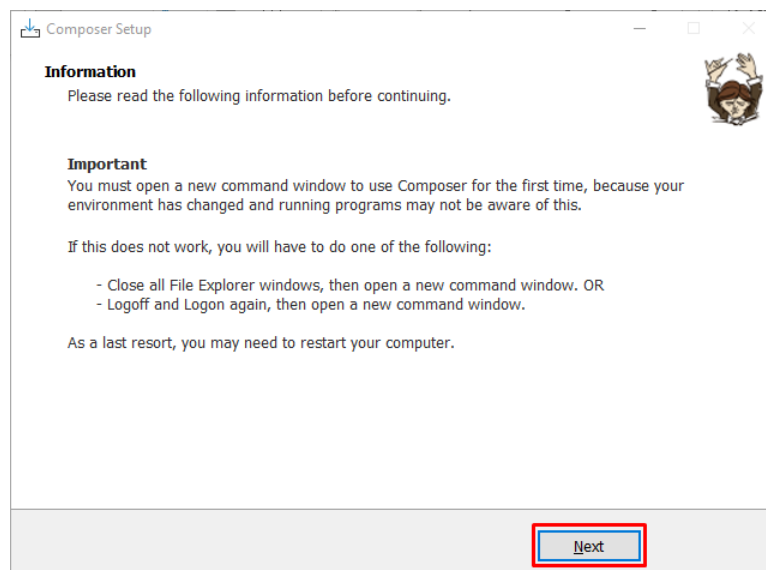 Composer Setup
Information
Please read the following information before continuing.
Important
You must open a new command window to use Composer for the first time, because your
environment has changed and running programs may not be aware of this.
If this does not work, you will have to do one of the following:
- Close all File Explorer windows, then open a new command window. OR
- Logoff and Logon again, then open a new command window.
As a last resort, you may need to restart your computer.
Next